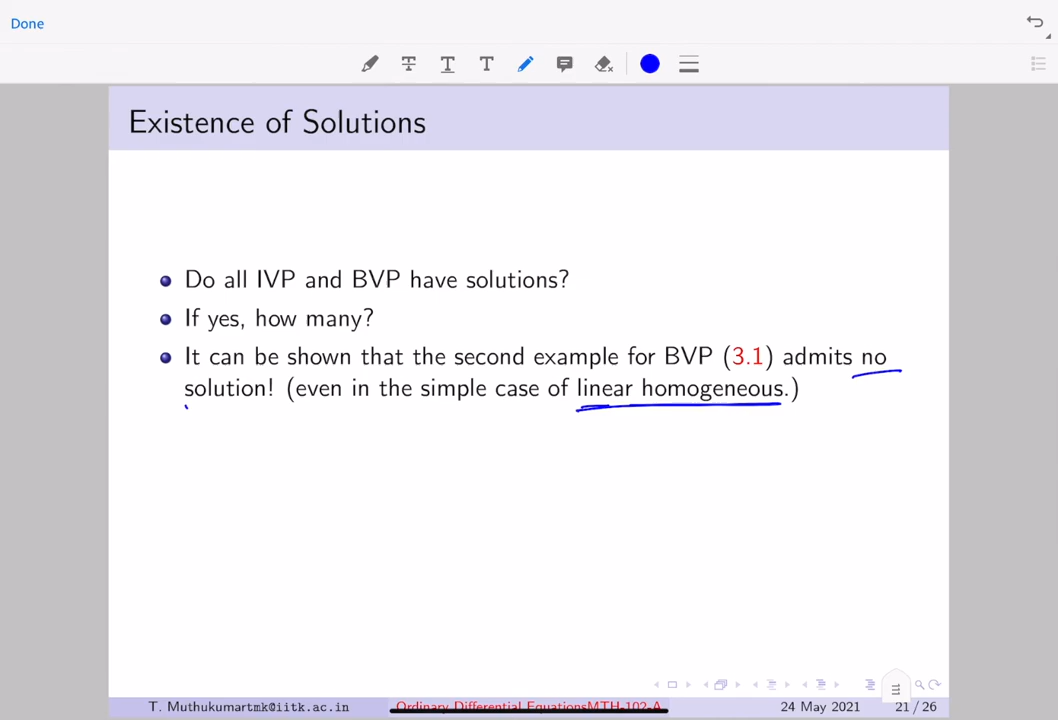 Done
Existence of Solutions
Do all IVP and BVP have solutions?
If yes, how many?
It can be shown that the second example for BVP (3.1) admits no
solution! (even in the simple case of linear homogeneous.)
T. Muthukumartmk@iitk.ac.in Ordinary Differential EquationsMTH-102-A 24 May 2021 21 / 26
11